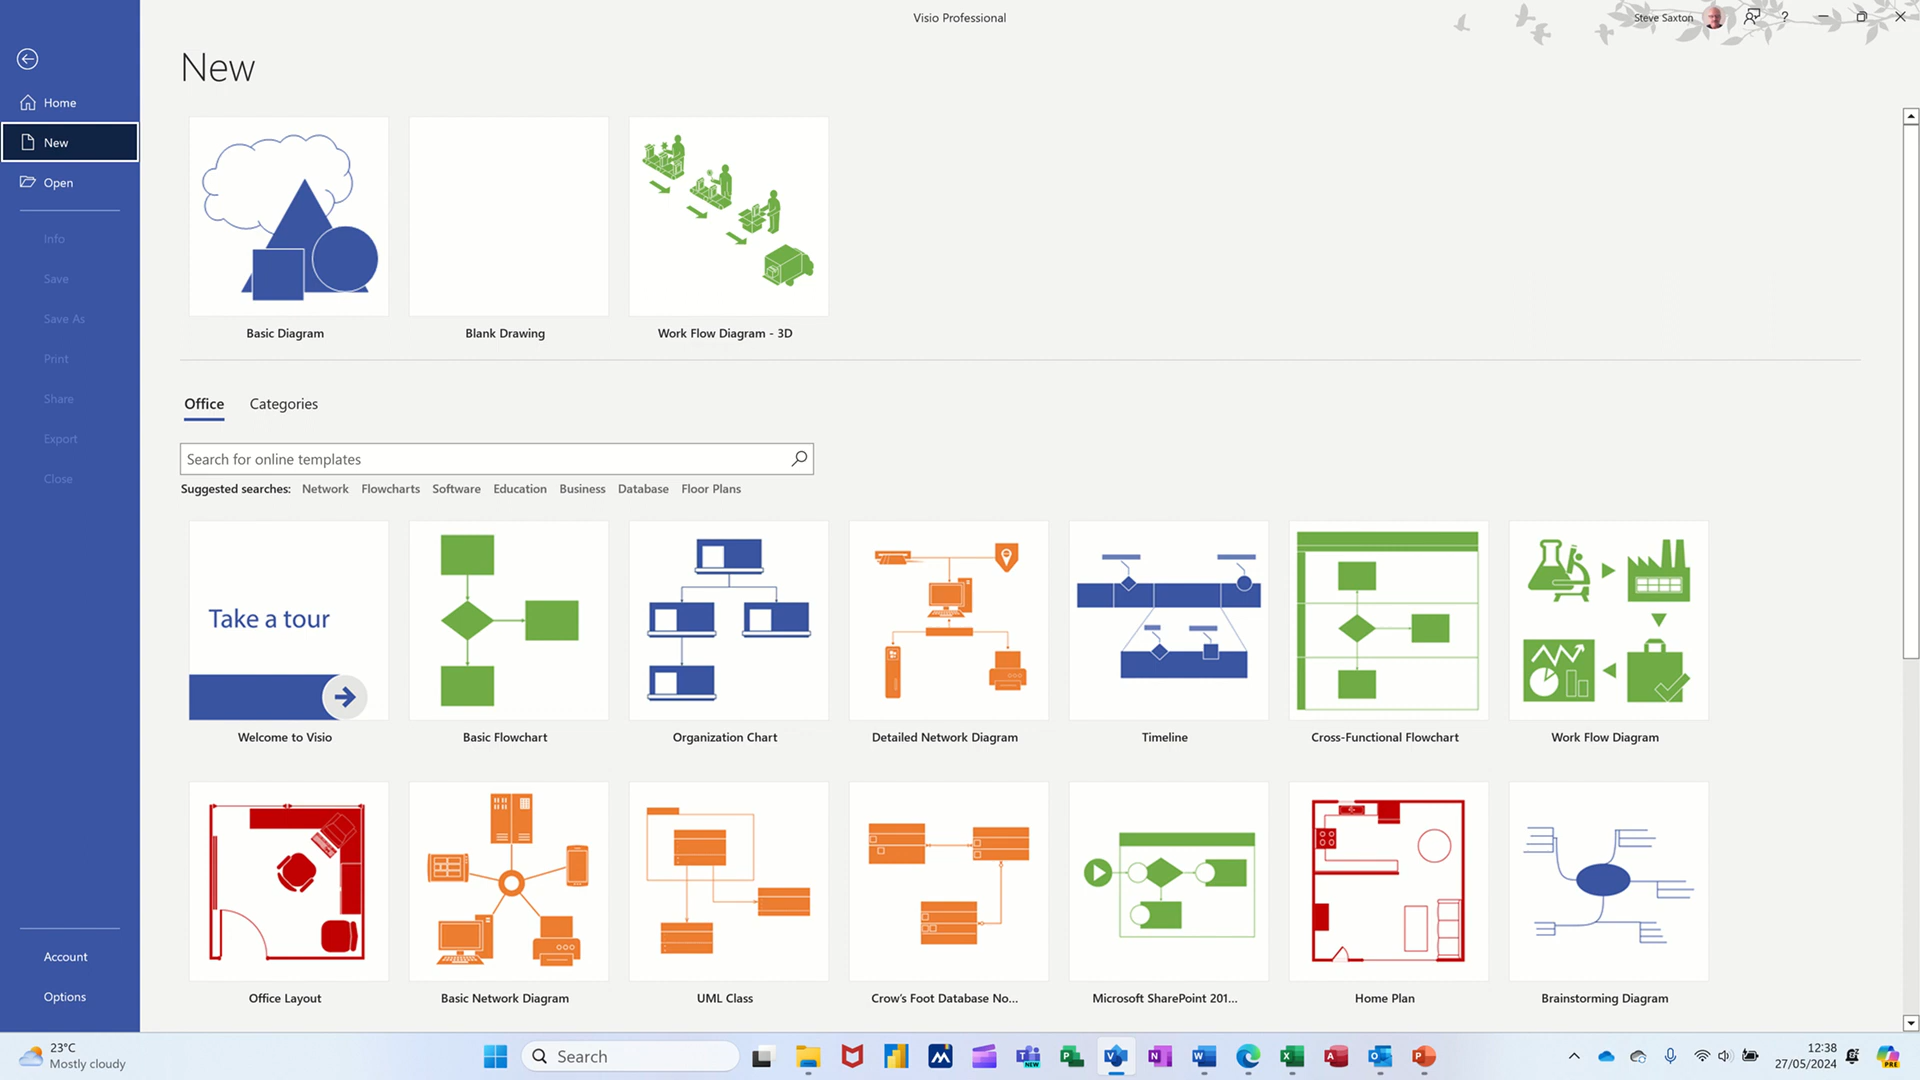 Visio Professional
Steve Saxton
New
Home
New
Open
Info
Save
Save As
Print
Share
Export
Close
Account
Options
Basic Diagram
Blank Drawing
Work Flow Diagram - 3D
Office
Categories
Search for online templates
Suggested searches: Network Flowcharts Software Education Business Database Floor Plans
Take a tour
Welcome to Visio
Basic Flowchart
Organization Chart
Detailed Network Diagram
Timeline
Cross-Functional Flowchart
Work Flow Diagram
Office Layout
Basic Network Diagram
UML Class
Crow's Foot Database No...
Microsoft SharePoint 201...
Home Plan
Brainstorming Diagram
23°C
Mostly cloudy
Search
NEW
12:38
27/05/2024
PRE